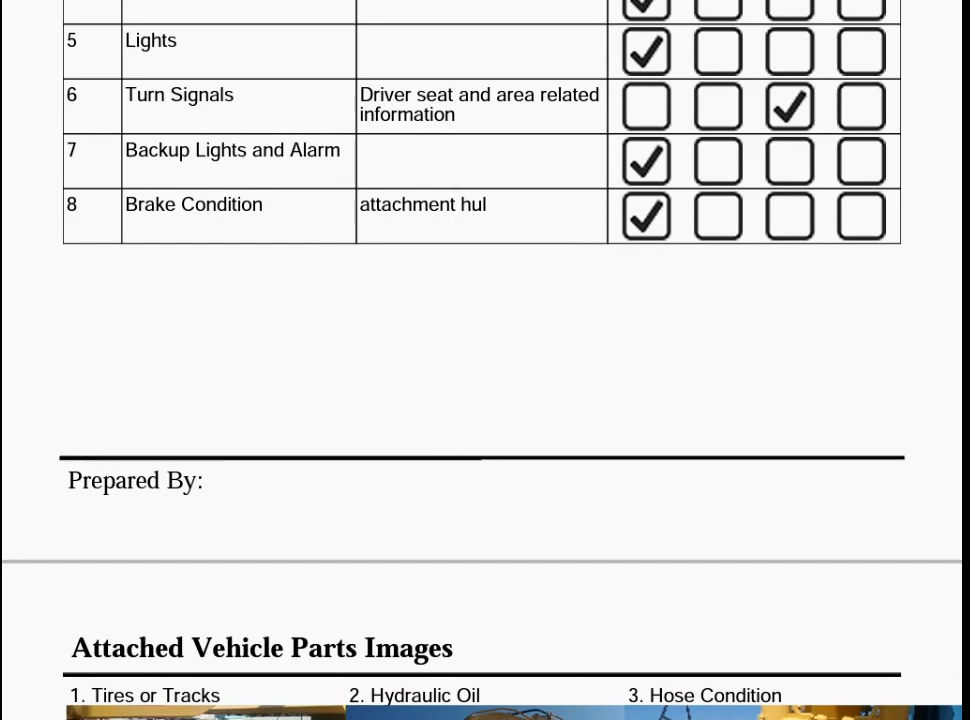 5 Lights
6 Turn Signals Driver seat and area related
information
7 Backup Lights and Alarm
8 Brake Condition attachment hul
Prepared By:
Attached Vehicle Parts Images
1. Tires or Tracks 2. Hydraulic Oil 3. Hose Condition